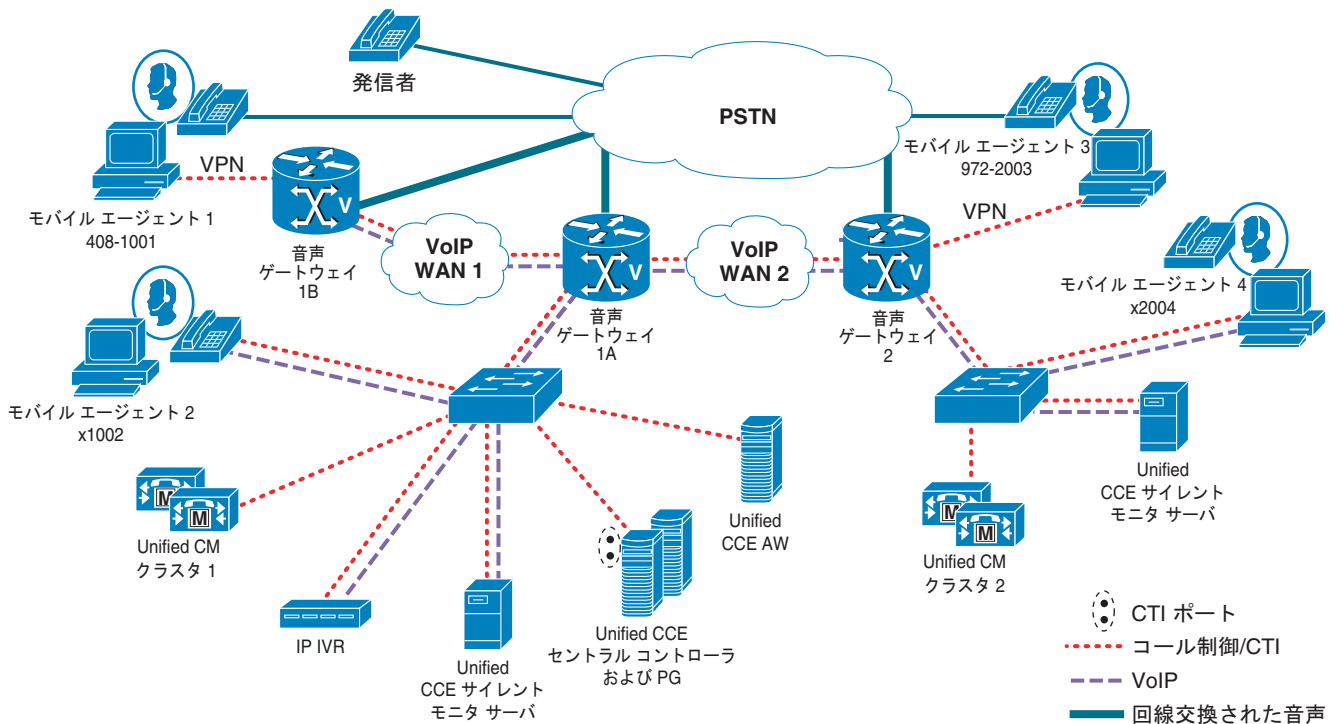 発信者
PSTN
VPN
モバイル エージェント 1
408-1001
音声
ゲートウェイ
1B
V
VoIP
WAN 1
V
音声
ゲートウェイ
1A
VoIP
WAN 2
V
音声
ゲートウェイ
2
モバイル エージェント 3
972-2003
VPN
モバイル エージェント 4
x2004
モバイル エージェント 2
x1002
M
M
Unified CM
クラスタ 1
IP IVR
Unified
CCE サイレント
モニタ サーバ
Unified CCE
セントラル コントローラ
および PG
Unified
CCE AW
M
M
Unified CM
クラスタ 2
Unified
CCE サイレント
モニタ サーバ
CTI ポート
コール制御/CTI
VoIP
回線交換された音声